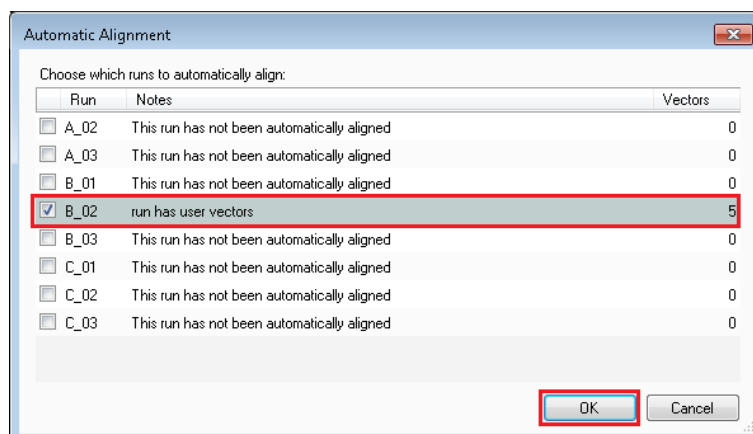 Automatic Alignment
Choose which runs to automatically align:
Run Notes Vectors
A_02 This run has not been automatically aligned 0
A_03 This run has not been automatically aligned 0
B_01 This run has not been automatically aligned 0
B_02 run has user vectors 5
B_03 This run has not been automatically aligned 0
C_01 This run has not been automatically aligned 0
C_02 This run has not been automatically aligned 0
C_03 This run has not been automatically aligned 0
OK Cancel